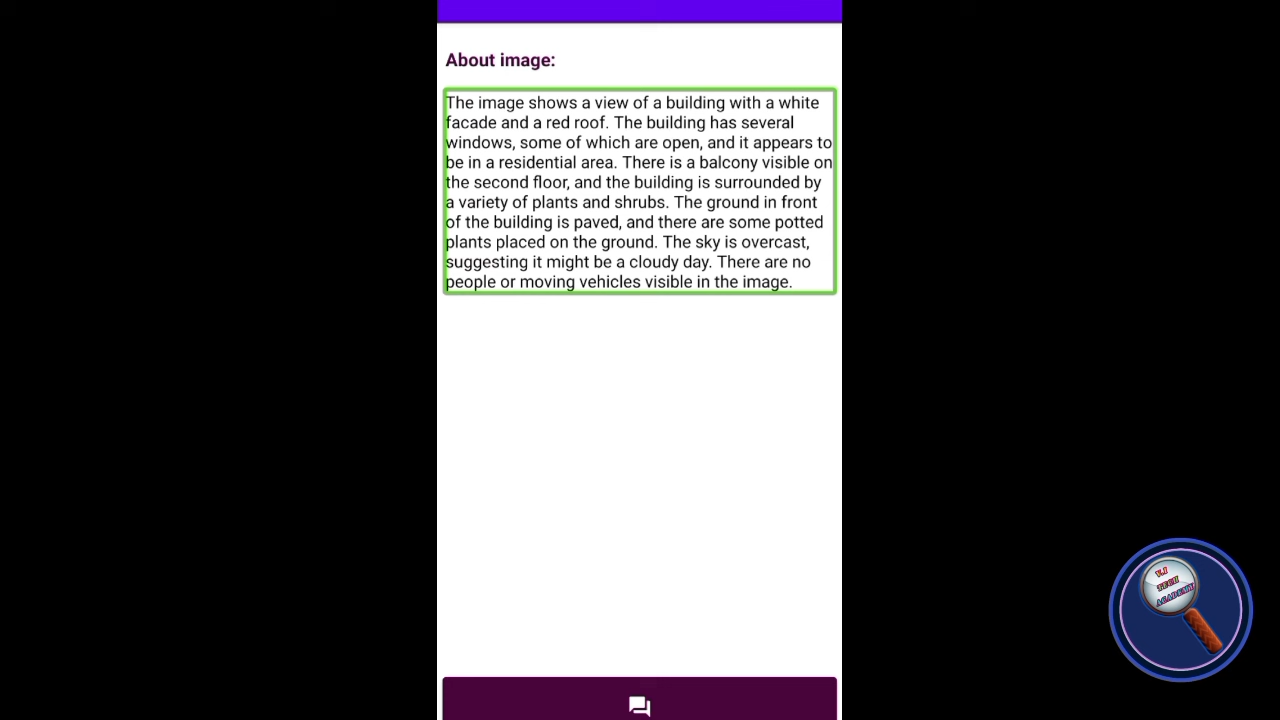 About image:
The image shows a view of a building with a white
facade and a red roof. The building has several
windows, some of which are open, and it appears to
be in a residential area. There is a balcony visible on
the second floor, and the building is surrounded by
a variety of plants and shrubs. The ground in front
of the building is paved, and there are some potted
plants placed on the ground. The sky is overcast,
suggesting it might be a cloudy day. There are no
people or moving vehicles visible in the image.
TECH
ACADEMY